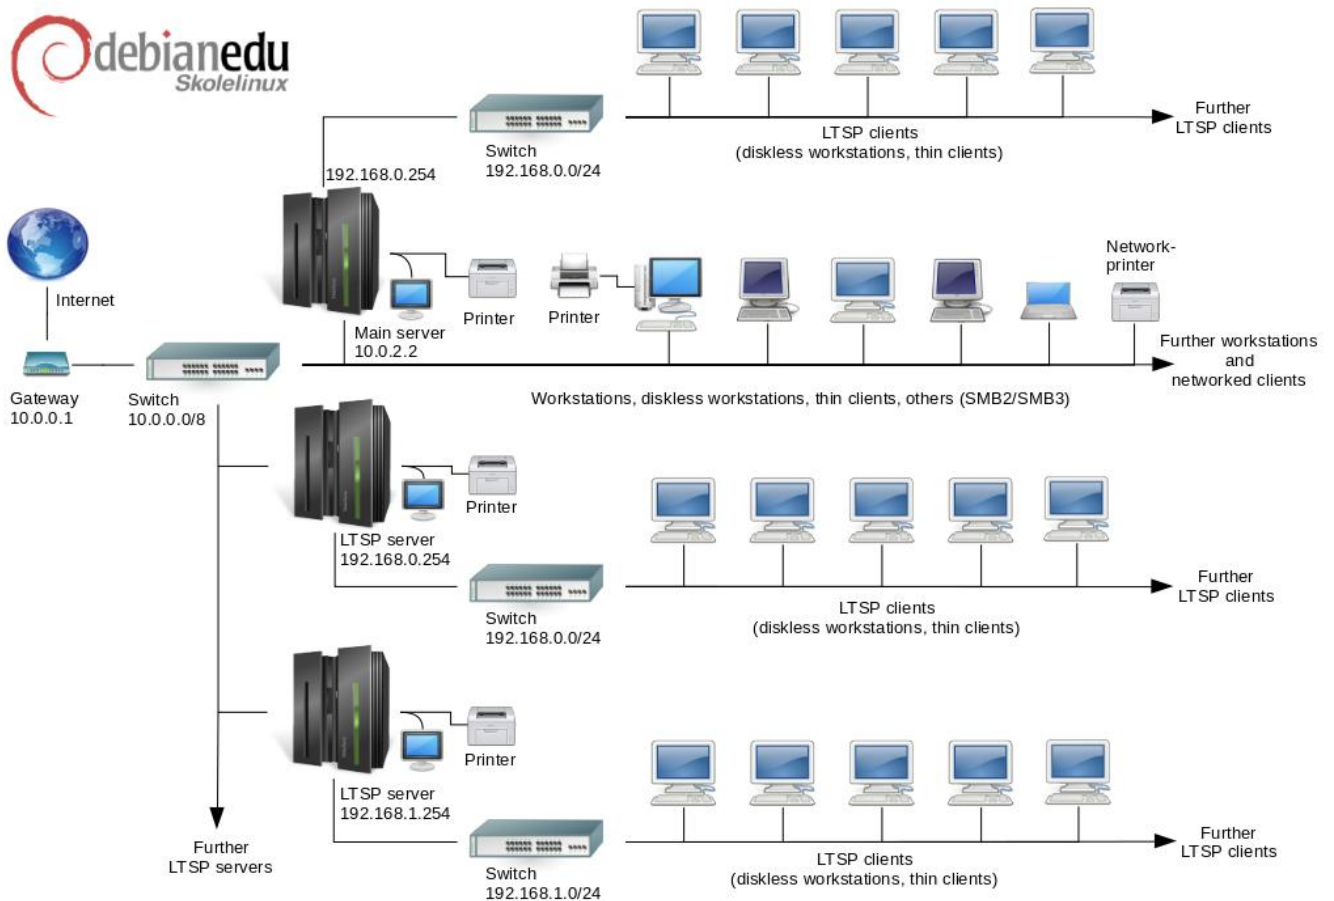 debianedu
Skolelinux
Further
LTSP clients
LTSP clients
(diskless workstations, thin clients)
Switch
192.168.0.0/24
192.168.0.254
Network-
printer
Internet
Printer
Printer
Main server
10.0.2.2
Further workstations
and
networked clients
Gateway
10.0.0.1
Switch
10.0.0.0/8
Workstations, diskless workstations, thin clients, others (SMB2/SMB3)
Printer
LTSP server
192.168.0.254
Switch
192.168.0.0/24
LTSP clients
(diskless workstations, thin clients)
Further
LTSP clients
Printer
LTSP server
192.168.1.254
Further
LTSP servers
Switch
192.168.1.0/24
LTSP clients
(diskless workstations, thin clients)
Further
LTSP clients